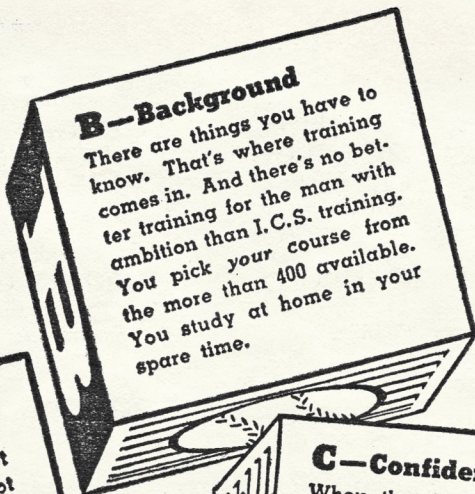 B—Background
There are things you have to
know. That's where training
comes in. And there's no bet-
ter training for the man with
ambition than I.C.S. training.
You pick your course from
the more than 400 available.
You study at home in your
spare time.
C—Confide
When